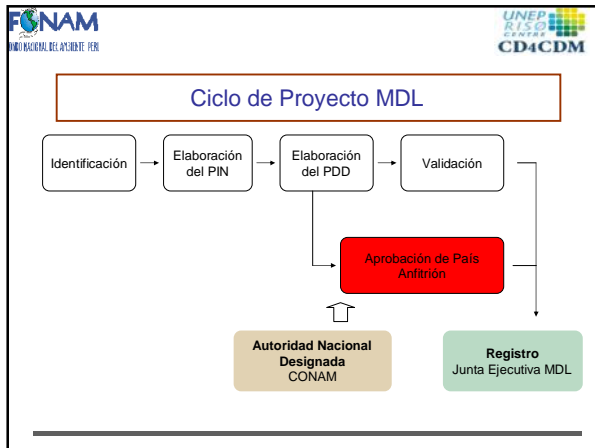 FONAM
FONDO NACIONAL DEL AMBIENTE PERU
UNEP
RISØ
CENTRE
CD4CDM
Ciclo de Proyecto MDL
Identificación
Elaboración
del PIN
Elaboración
del PDD
Validación
Aprobación de País
Anfitrión
Autoridad Nacional
Designada
CONAM
Registro
Junta Ejecutiva MDL